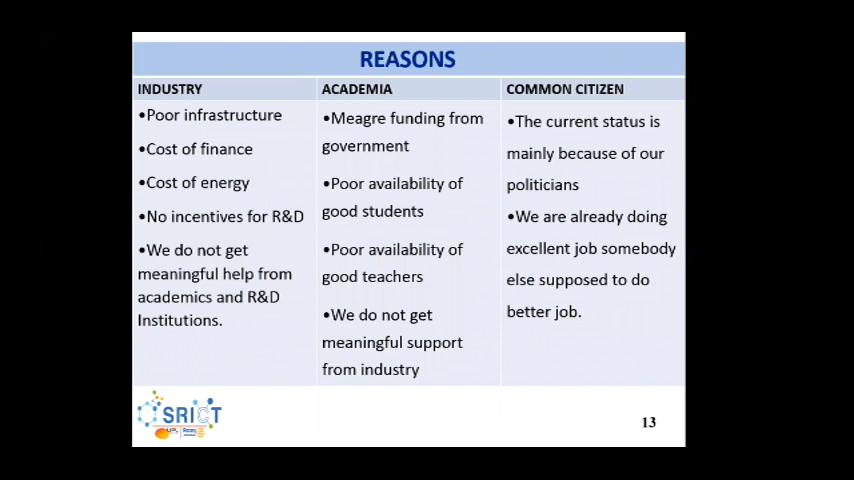 REASONS
INDUSTRY
•Poor infrastructure
•Cost of finance
•Cost of energy
•No incentives for R&D
•We do not get
meaningful help from
academics and R&D
Institutions.
ACADEMIA
•Meagre funding from
government
•Poor availability of
good students
•Poor availability of
good teachers
•We do not get
meaningful support
from industry
COMMON CITIZEN
•The current status is
mainly because of our
politicians
•We are already doing
excellent job somebody
else supposed to do
better job.
SRICT
UPL Rotary
13